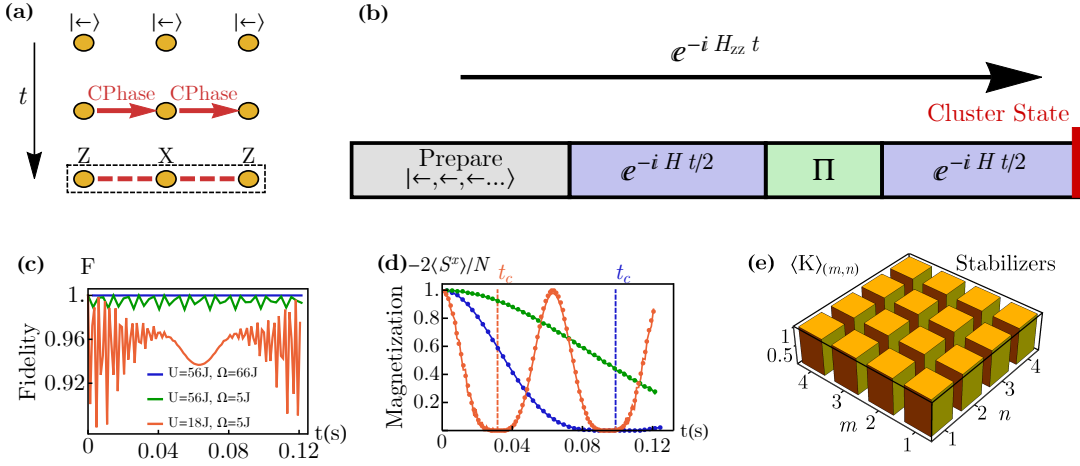 (a)
|←⟩ |←⟩ |←⟩
t
CPhase CPhase
Z X Z
(b)
e^{-i H_{zz} t}
Cluster State
Prepare
|←,←,←...⟩
e^{-i H t/2}
Π
e^{-i H t/2}
(c)
F
Fidelity
1.
0.96
0.92
U=56J, Ω=66J
U=56J, Ω=5J
U=18J, Ω=5J
0 0.04 0.08 0.12
t(s)
(d)
-2⟨S^x⟩/N
t_c t_c
Magnetization
1.0
0.8
0.6
0.4
0.2
0 0.04 0.08 0.12
t(s)
(e)
⟨K⟩_{(m,n)}
Stabilizers
1
0.5
4 3 2 1
m
1 2 3 4
n